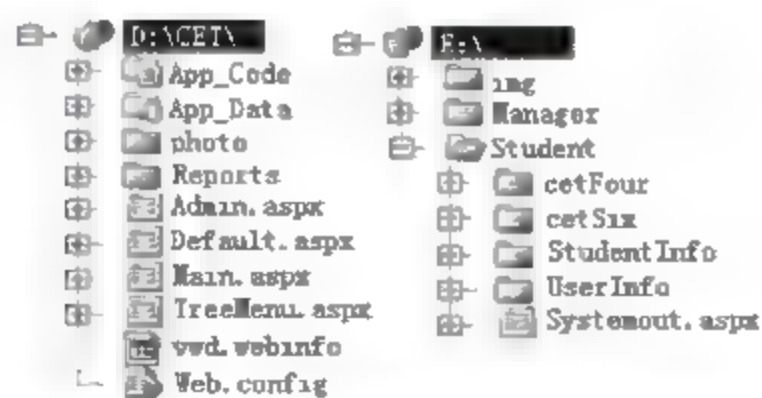 D:\CET\
App_Code
App_Data
photo
Reports
Admin.aspx
Default.aspx
Main.aspx
TreeMenu.aspx
vwd.webinfo
Web.config
E:\
img
Manager
Student
cetFour
cetSix
StudentInfo
UserInfo
Systemout.aspx